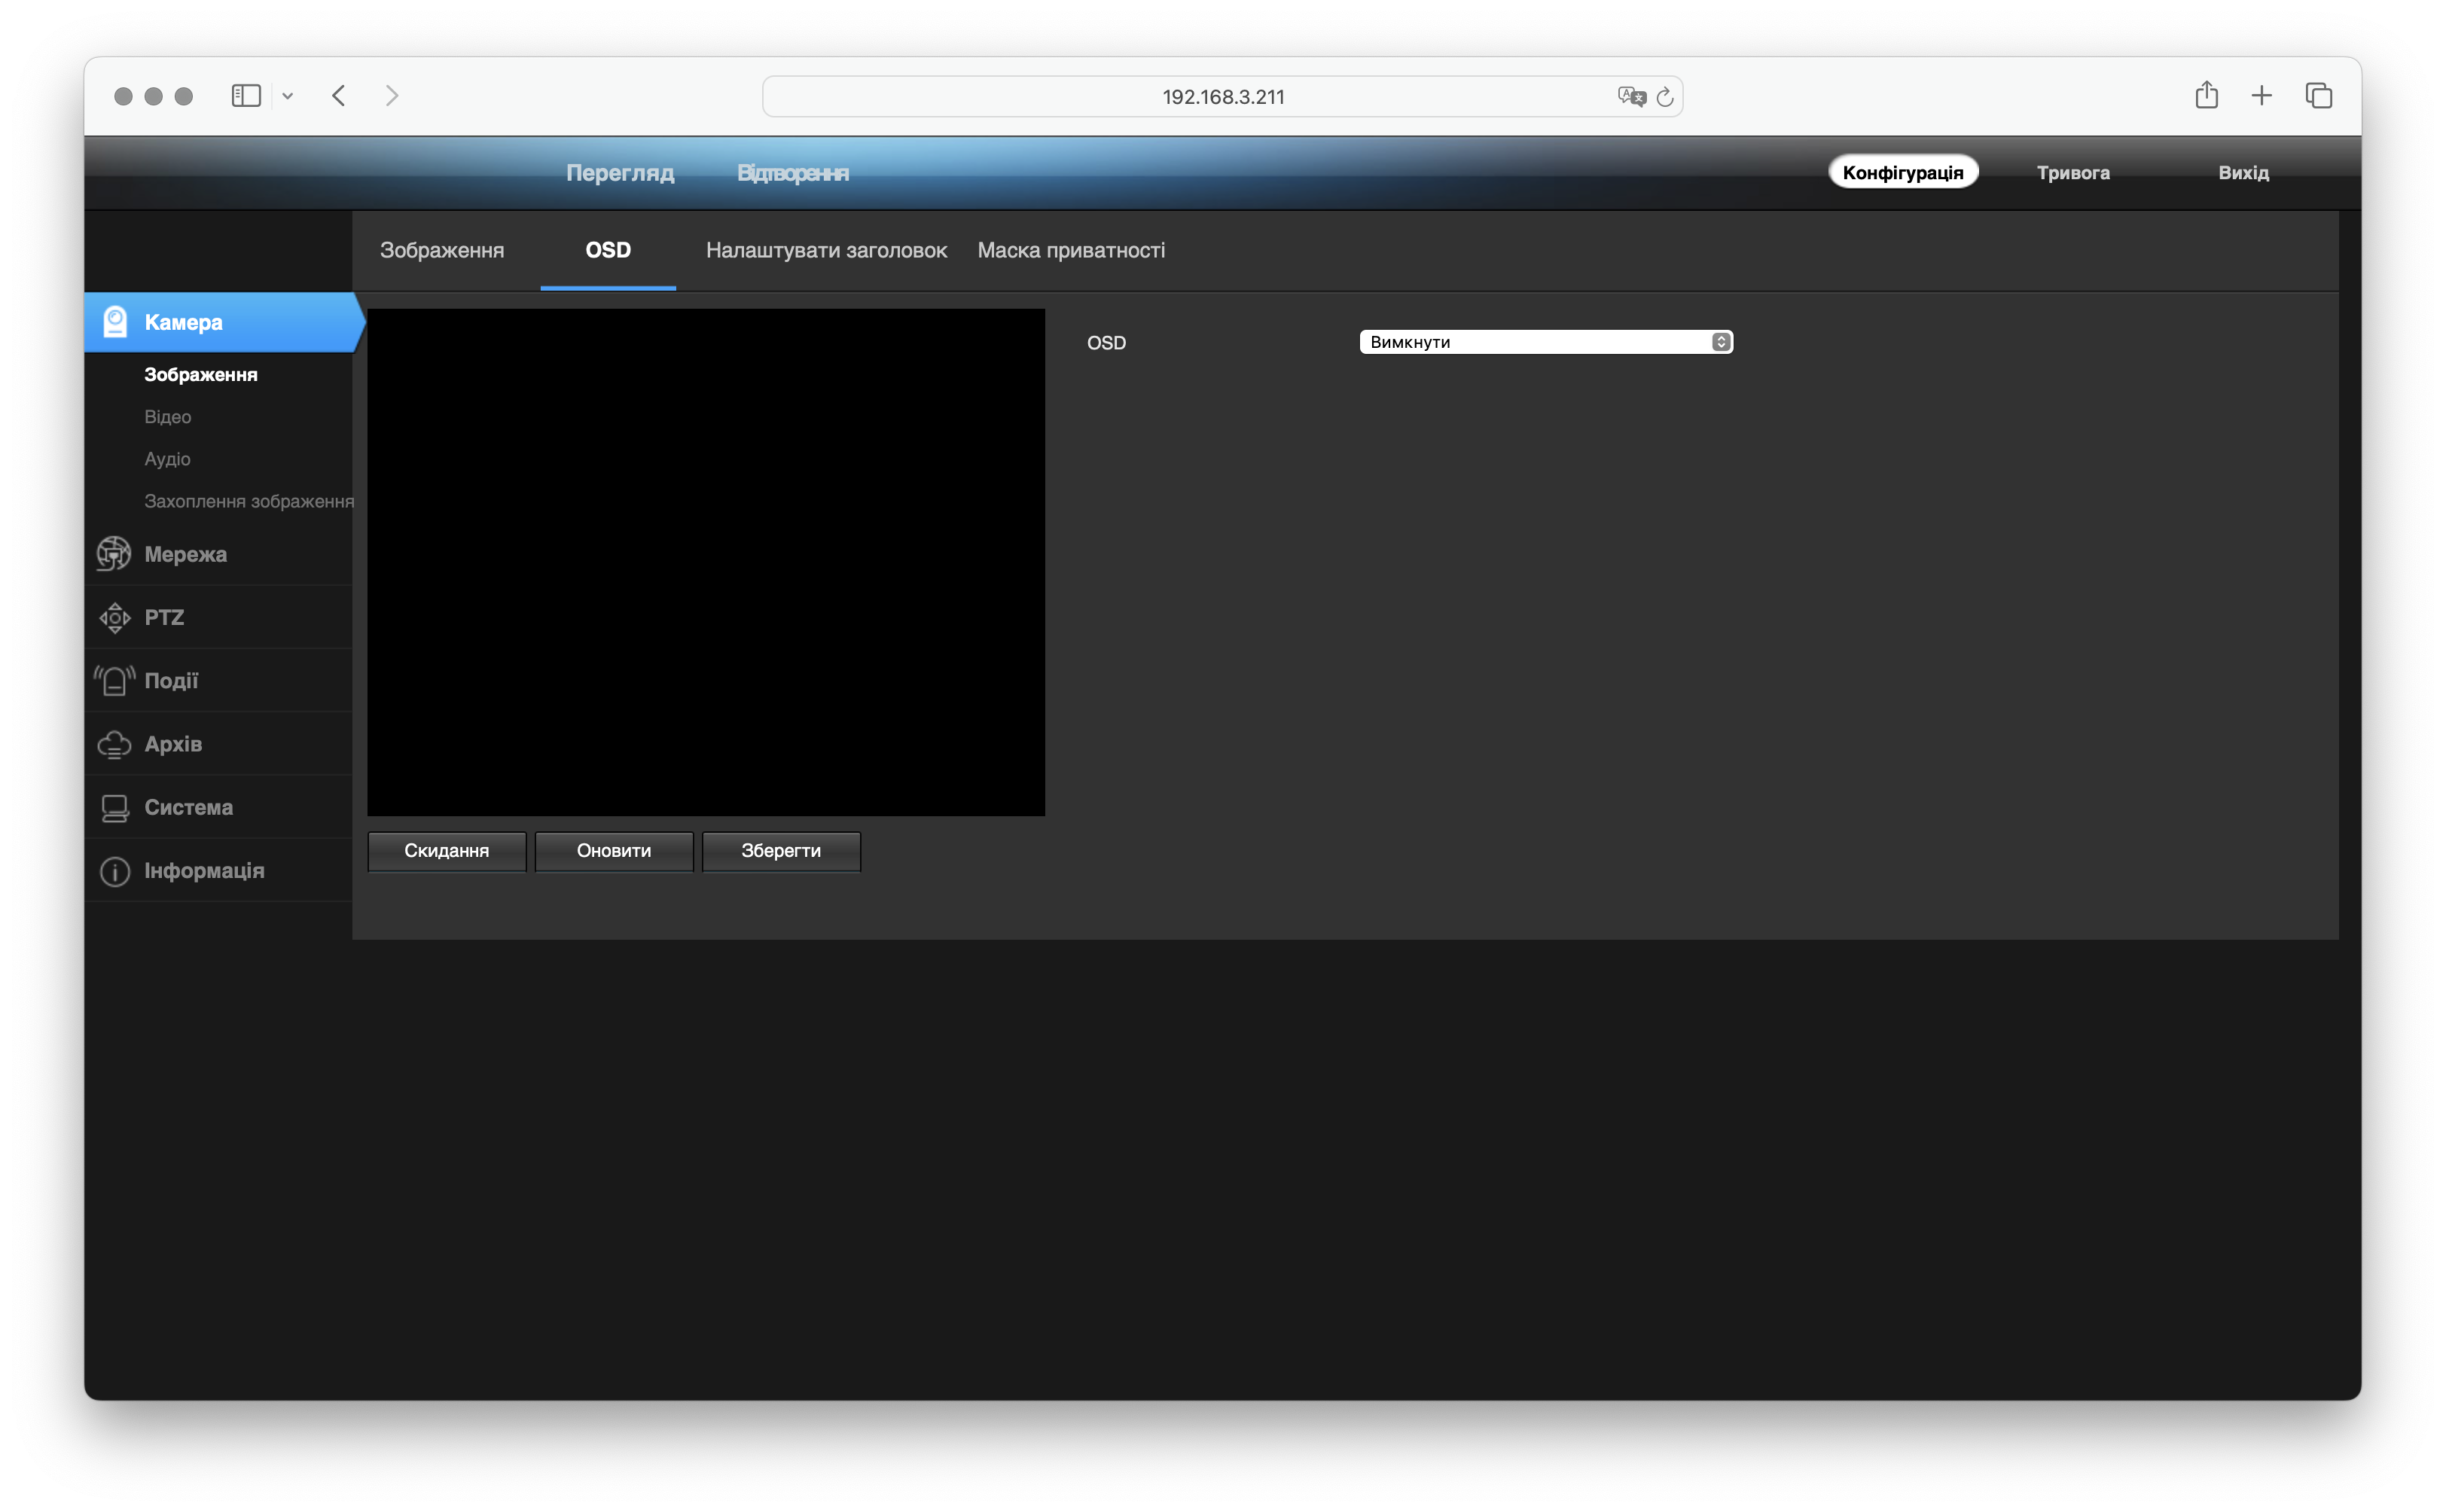 192.168.3.211
Перегляд
Відтворення
Конфігурація
Тривога
Вихід
Зображення
OSD
Налаштувати заголовок
Маска приватності
Камера
Зображення
Відео
Аудіо
Захоплення зображення
Мережа
PTZ
Події
Архів
Система
Інформація
OSD
Вимкнути
Скидання
Оновити
Зберегти